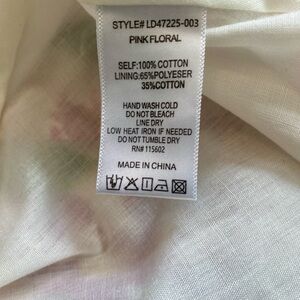 STYLE# LD47225-003
PINK FLORAL
SELF:100% COTTON
LINING:65%POLYESER
35%COTTON
HAND WASH COLD
DO NOT BLEACH
LINE DRY
LOW HEAT IRON IF NEEDED
DO NOT TUMBLE DRY
RN# 115602
MADE IN CHINA